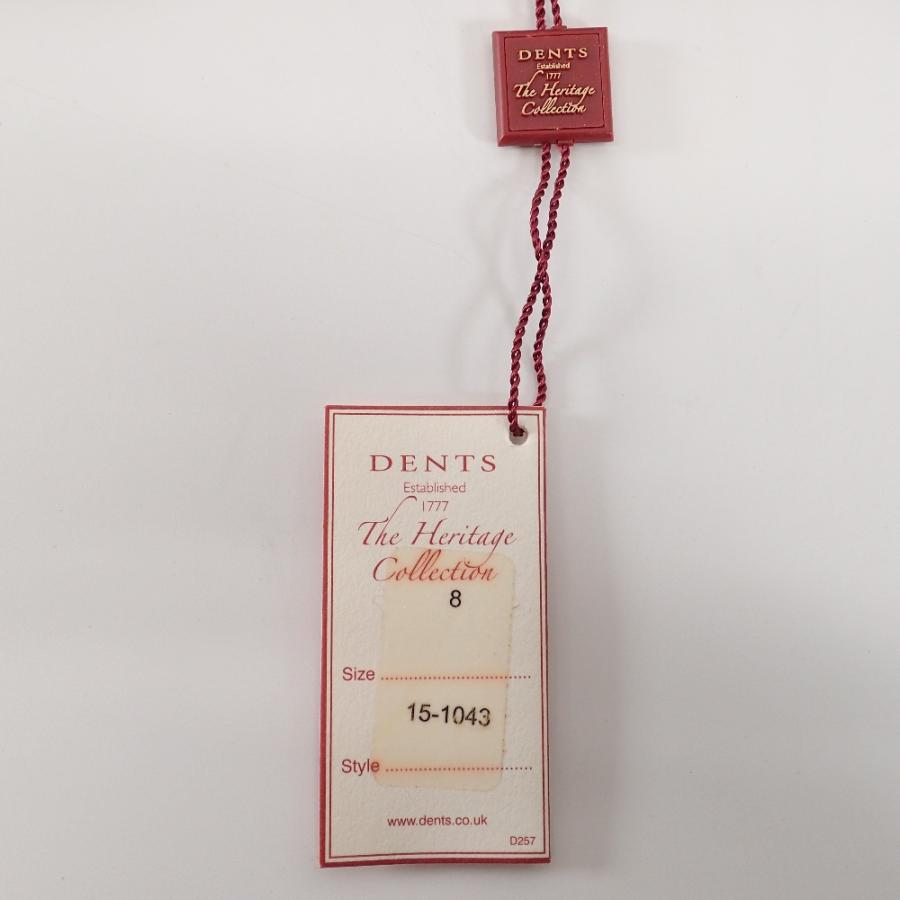 DENTS
Established
1777
The Heritage
Collection
DENTS
Established
1777
The Heritage
Collection
8
Size
15-1043
Style
www.dents.co.uk
D257